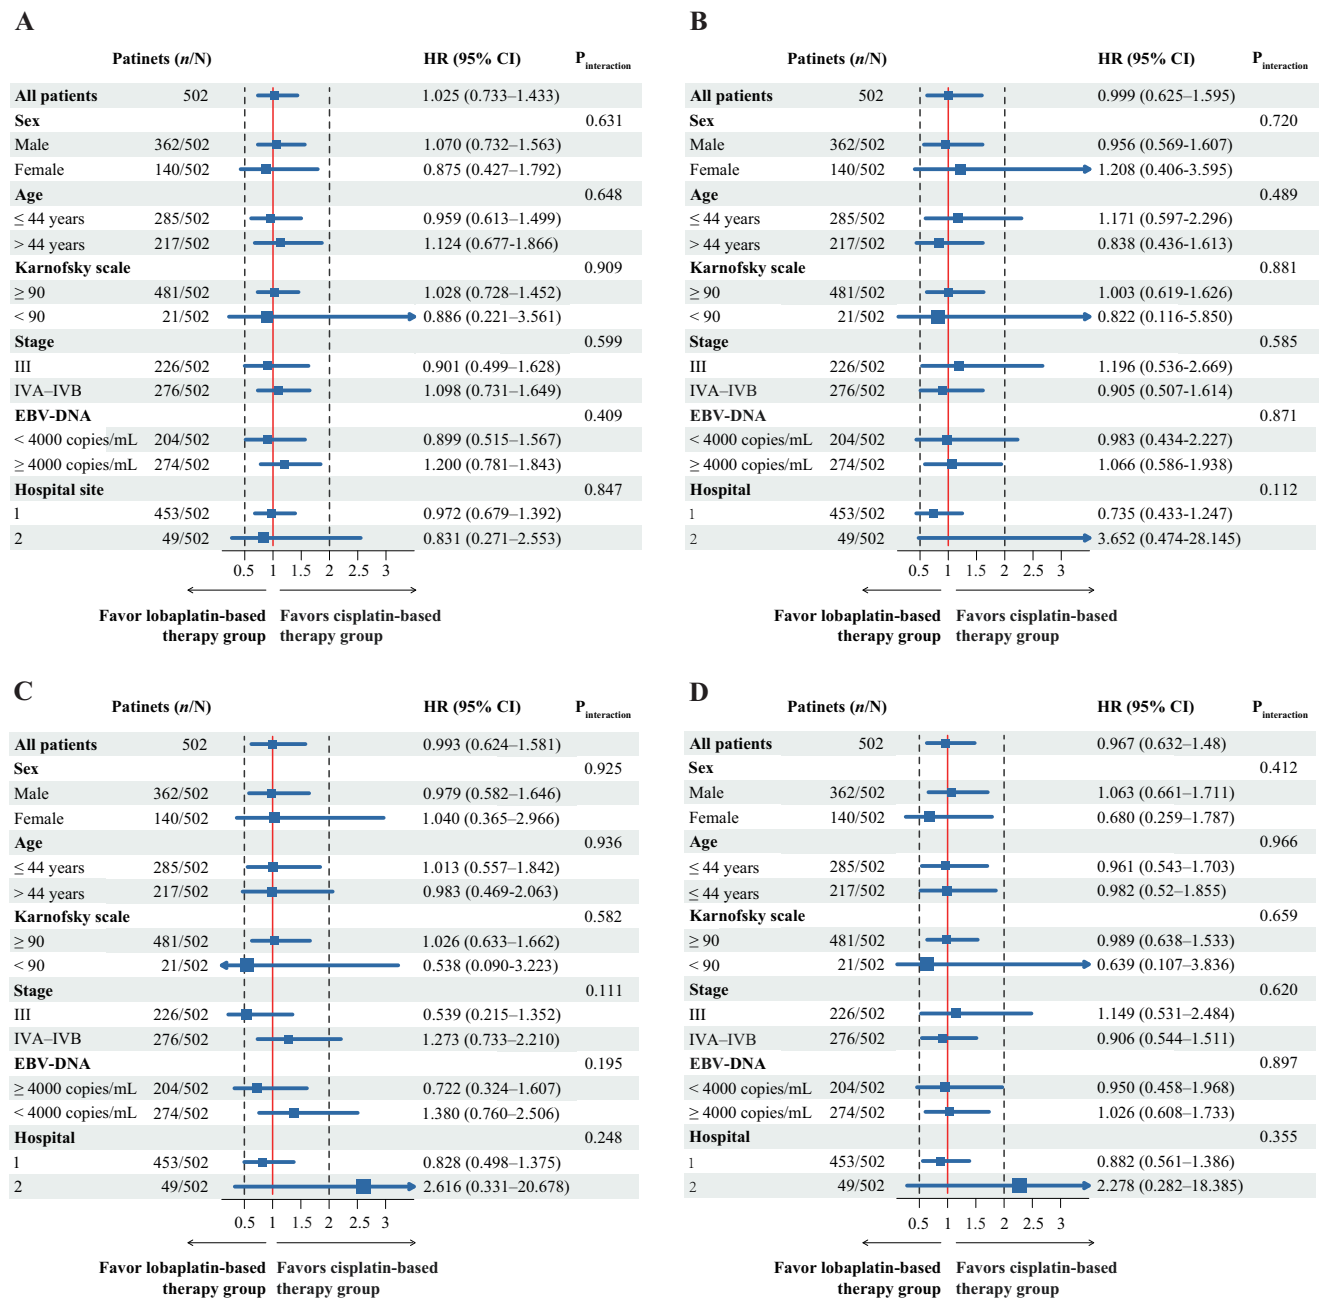 A
Patinets (n/N) HR (95% CI) P interaction
All patients 502 1.025 (0.733–1.433)
Sex 0.631
Male 362/502 1.070 (0.732–1.563)
Female 140/502 0.875 (0.427–1.792)
Age 0.648
≤ 44 years 285/502 0.959 (0.613–1.499)
> 44 years 217/502 1.124 (0.677-1.866)
Karnofsky scale 0.909
≥ 90 481/502 1.028 (0.728–1.452)
< 90 21/502 0.886 (0.221–3.561)
Stage 0.599
III 226/502 0.901 (0.499–1.628)
IVA–IVB 276/502 1.098 (0.731–1.649)
EBV-DNA 0.409
< 4000 copies/mL 204/502 0.899 (0.515–1.567)
≥ 4000 copies/mL 274/502 1.200 (0.781–1.843)
Hospital site 0.847
1 453/502 0.972 (0.679–1.392)
2 49/502 0.831 (0.271–2.553)
0.5 1 1.5 2 2.5 3
Favor lobaplatin-based Favors cisplatin-based
therapy group therapy group
B
Patinets (n/N) HR (95% CI) P interaction
All patients 502 0.999 (0.625–1.595)
Sex 0.720
Male 362/502 0.956 (0.569-1.607)
Female 140/502 1.208 (0.406-3.595)
Age 0.489
≤ 44 years 285/502 1.171 (0.597-2.296)
> 44 years 217/502 0.838 (0.436-1.613)
Karnofsky scale 0.881
≥ 90 481/502 1.003 (0.619-1.626)
< 90 21/502 0.822 (0.116-5.850)
Stage 0.585
III 226/502 1.196 (0.536-2.669)
IVA–IVB 276/502 0.905 (0.507-1.614)
EBV-DNA 0.871
< 4000 copies/mL 204/502 0.983 (0.434-2.227)
≥ 4000 copies/mL 274/502 1.066 (0.586-1.938)
Hospital 0.112
1 453/502 0.735 (0.433-1.247)
2 49/502 3.652 (0.474-28.145)
0.5 1 1.5 2 2.5 3
Favor lobaplatin-based Favors cisplatin-based
therapy group therapy group
C
Patinets (n/N) HR (95% CI) P interaction
All patients 502 0.993 (0.624–1.581)
Sex 0.925
Male 362/502 0.979 (0.582–1.646)
Female 140/502 1.040 (0.365–2.966)
Age 0.936
≤ 44 years 285/502 1.013 (0.557–1.842)
> 44 years 217/502 0.983 (0.469-2.063)
Karnofsky scale 0.582
≥ 90 481/502 1.026 (0.633–1.662)
< 90 21/502 0.538 (0.090-3.223)
Stage 0.111
III 226/502 0.539 (0.215–1.352)
IVA–IVB 276/502 1.273 (0.733–2.210)
EBV-DNA 0.195
≥ 4000 copies/mL 204/502 0.722 (0.324–1.607)
< 4000 copies/mL 274/502 1.380 (0.760–2.506)
Hospital 0.248
1 453/502 0.828 (0.498–1.375)
2 49/502 2.616 (0.331–20.678)
0.5 1 1.5 2 2.5 3
Favor lobaplatin-based Favors cisplatin-based
therapy group therapy group
D
Patinets (n/N) HR (95% CI) P interaction
All patients 502 0.967 (0.632–1.48)
Sex 0.412
Male 362/502 1.063 (0.661–1.711)
Female 140/502 0.680 (0.259–1.787)
Age 0.966
≤ 44 years 285/502 0.961 (0.543–1.703)
≤ 44 years 217/502 0.982 (0.52–1.855)
Karnofsky scale 0.659
≥ 90 481/502 0.989 (0.638–1.533)
< 90 21/502 0.639 (0.107–3.836)
Stage 0.620
III 226/502 1.149 (0.531–2.484)
IVA–IVB 276/502 0.906 (0.544–1.511)
EBV-DNA 0.897
< 4000 copies/mL 204/502 0.950 (0.458–1.968)
≥ 4000 copies/mL 274/502 1.026 (0.608–1.733)
Hospital 0.355
1 453/502 0.882 (0.561–1.386)
2 49/502 2.278 (0.282–18.385)
0.5 1 1.5 2 2.5 3
Favor lobaplatin-based Favors cisplatin-based
therapy group therapy group